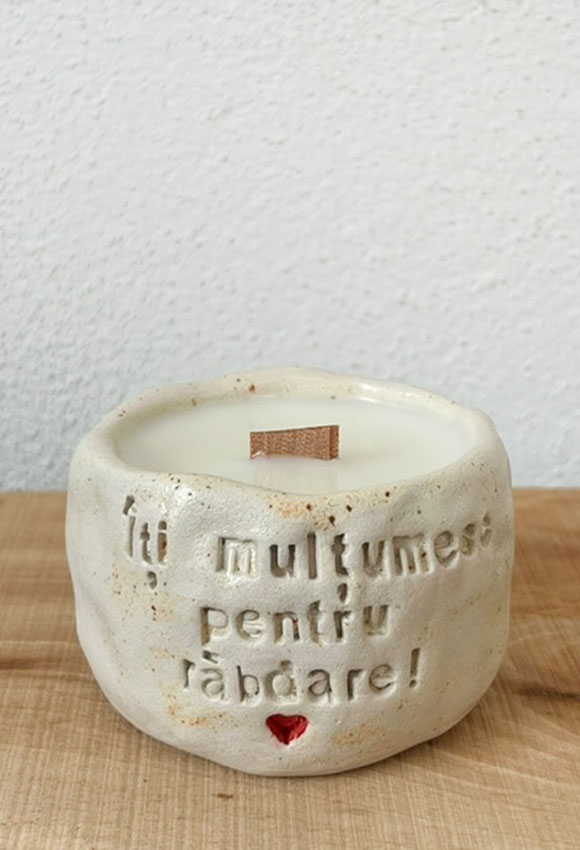 Îți mulțumesc
pentru
răbdare!